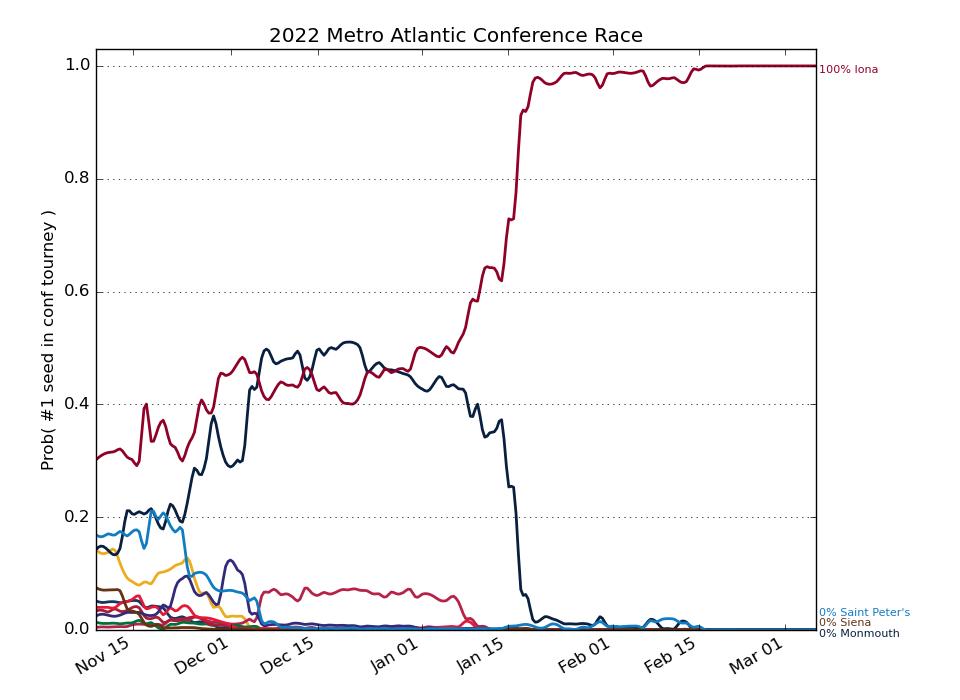 2022 Metro Atlantic Conference Race
Prob( #1 seed in conf tourney )
1.0
0.8
0.6
0.4
0.2
0.0
100% Iona
0% Saint Peter's
0% Siena
0% Monmouth
Nov 15
Dec 01
Dec 15
Jan 01
Jan 15
Feb 01
Feb 15
Mar 01